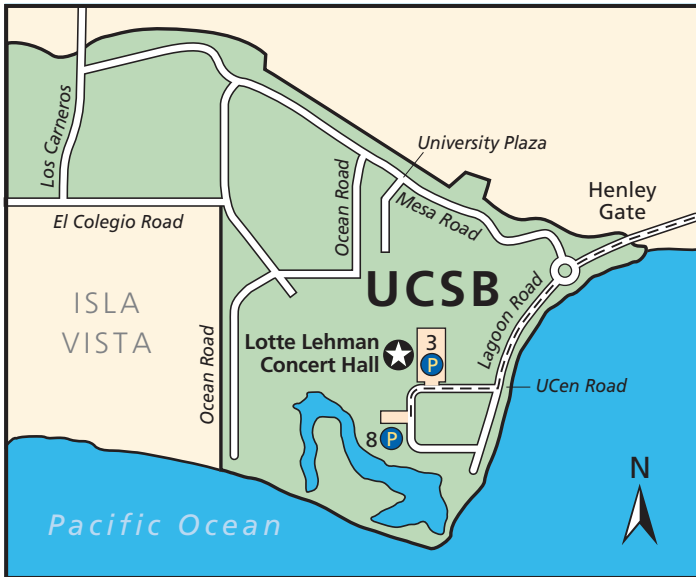 Los Carneros
University Plaza
Henley
Gate
Ocean Road
Mesa Road
El Colegio Road
UCSB
ISLA
VISTA
Lagoon Road
Lotte Lehman
Concert Hall
3
P
Ocean Road
UCen Road
8 P
N
Pacific Ocean